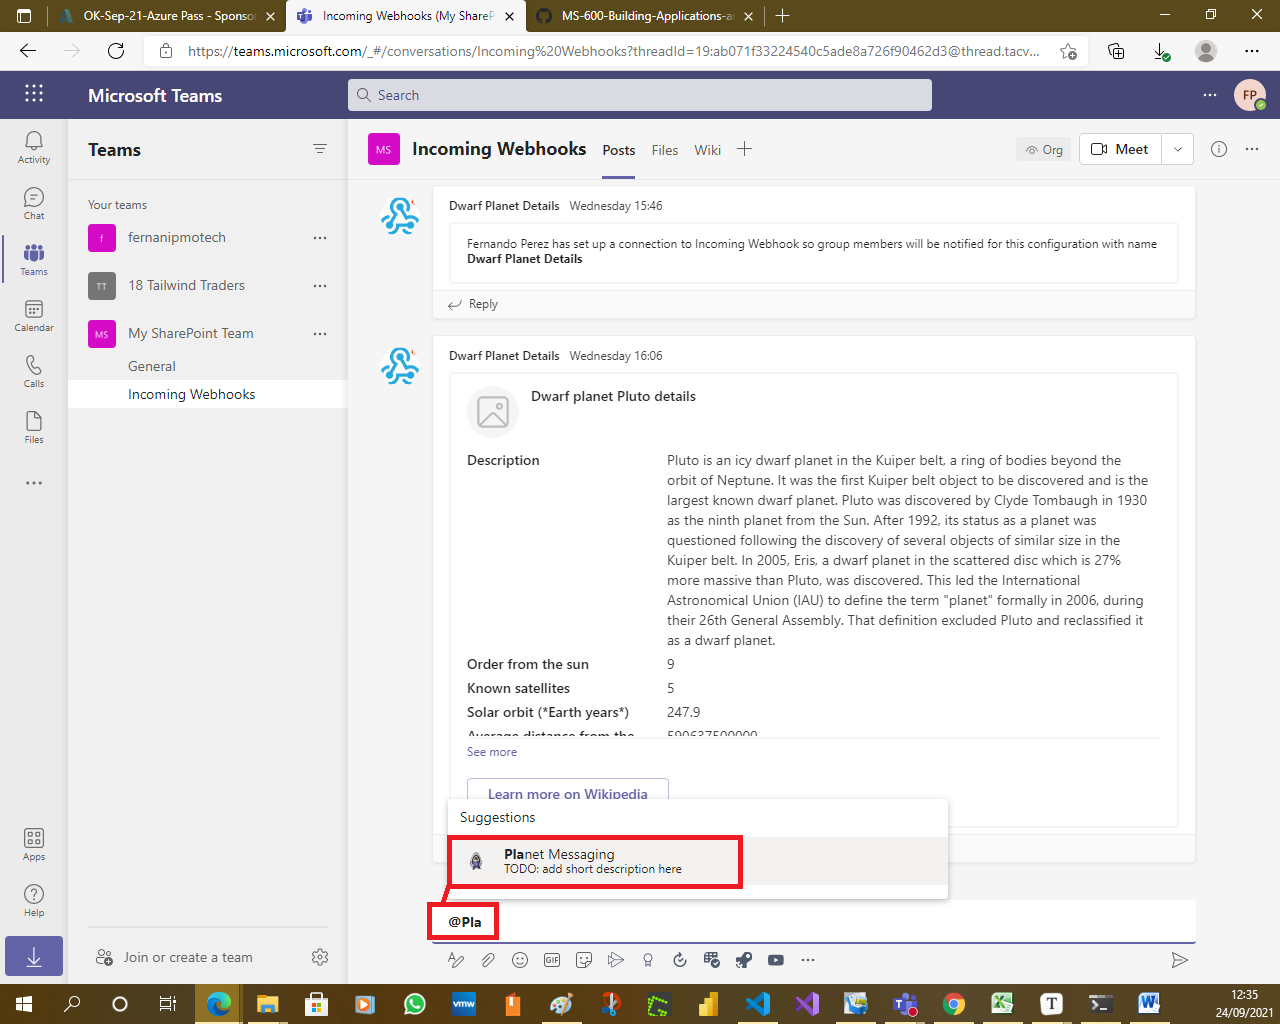 OK-Sep-21-Azure Pass - Sponso
Incoming Webhooks (My ShareP
MS-600-Building-Applications-a
https://teams.microsoft.com/_#/conversations/Incoming%20Webhooks?threadId=19:ab071f33224540c5ade8a726f90462d3@thread.tacv...
Microsoft Teams
Search
FP
Activity
Chat
Teams
Calendar
Calls
Files
Apps
Help
Teams
Your teams
f
fernanipmotech
TT
18 Tailwind Traders
MS
My SharePoint Team
General
Incoming Webhooks
Join or create a team
MS
Incoming Webhooks
Posts
Files
Wiki
Org
Meet
Dwarf Planet Details Wednesday 15:46
Fernando Perez has set up a connection to Incoming Webhook so group members will be notified for this configuration with name
Dwarf Planet Details
Reply
Dwarf Planet Details Wednesday 16:06
Dwarf planet Pluto details
Description
Pluto is an icy dwarf planet in the Kuiper belt, a ring of bodies beyond the
orbit of Neptune. It was the first Kuiper belt object to be discovered and is the
largest known dwarf planet. Pluto was discovered by Clyde Tombaugh in 1930
as the ninth planet from the Sun. After 1992, its status as a planet was
questioned following the discovery of several objects of similar size in the
Kuiper belt. In 2005, Eris, a dwarf planet in the scattered disc which is 27%
more massive than Pluto, was discovered. This led the International
Astronomical Union (IAU) to define the term "planet" formally in 2006, during
their 26th General Assembly. That definition excluded Pluto and reclassified it
as a dwarf planet.
Order from the sun 9
Known satellites 5
Solar orbit (*Earth years*) 247.9
Average distance from the 590637500000
See more
Learn more on Wikipedia
Suggestions
Planet Messaging
TODO: add short description here
@Pla
GIF
vmw
T
W
12:35
24/09/2021